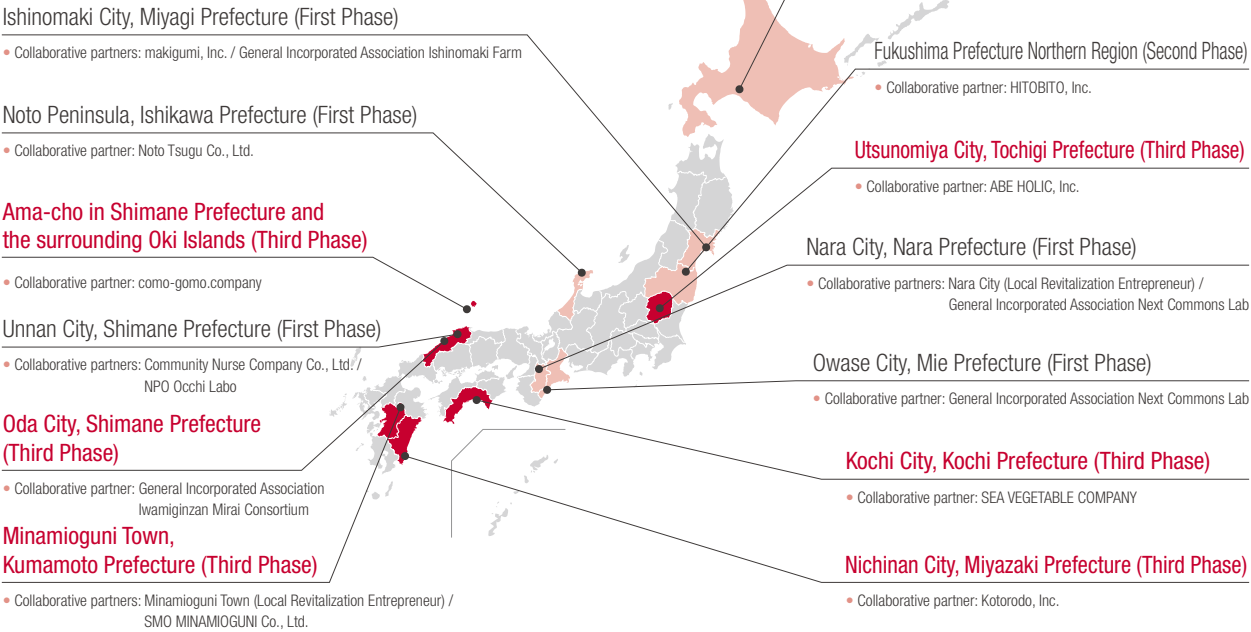 Ishinomaki City, Miyagi Prefecture (First Phase)
• Collaborative partners: makigumi, Inc. / General Incorporated Association Ishinomaki Farm
Noto Peninsula, Ishikawa Prefecture (First Phase)
• Collaborative partner: Noto Tsugu Co., Ltd.
Ama-cho in Shimane Prefecture and
the surrounding Oki Islands (Third Phase)
• Collaborative partner: como-gomo.company
Unnan City, Shimane Prefecture (First Phase)
• Collaborative partners: Community Nurse Company Co., Ltd. /
NPO Occhi Labo
Oda City, Shimane Prefecture
(Third Phase)
• Collaborative partner: General Incorporated Association
Iwamiginzan Mirai Consortium
Minamioguni Town,
Kumamoto Prefecture (Third Phase)
• Collaborative partners: Minamioguni Town (Local Revitalization Entrepreneur) /
SMO MINAMIOGUNI Co., Ltd.
Fukushima Prefecture Northern Region (Second Phase)
• Collaborative partner: HITOBITO, Inc.
Utsunomiya City, Tochigi Prefecture (Third Phase)
• Collaborative partner: ABE HOLIC, Inc.
Nara City, Nara Prefecture (First Phase)
• Collaborative partners: Nara City (Local Revitalization Entrepreneur) /
General Incorporated Association Next Commons Lab
Owase City, Mie Prefecture (First Phase)
• Collaborative partner: General Incorporated Association Next Commons Lab
Kochi City, Kochi Prefecture (Third Phase)
• Collaborative partner: SEA VEGETABLE COMPANY
Nichinan City, Miyazaki Prefecture (Third Phase)
• Collaborative partner: Kotorodo, Inc.